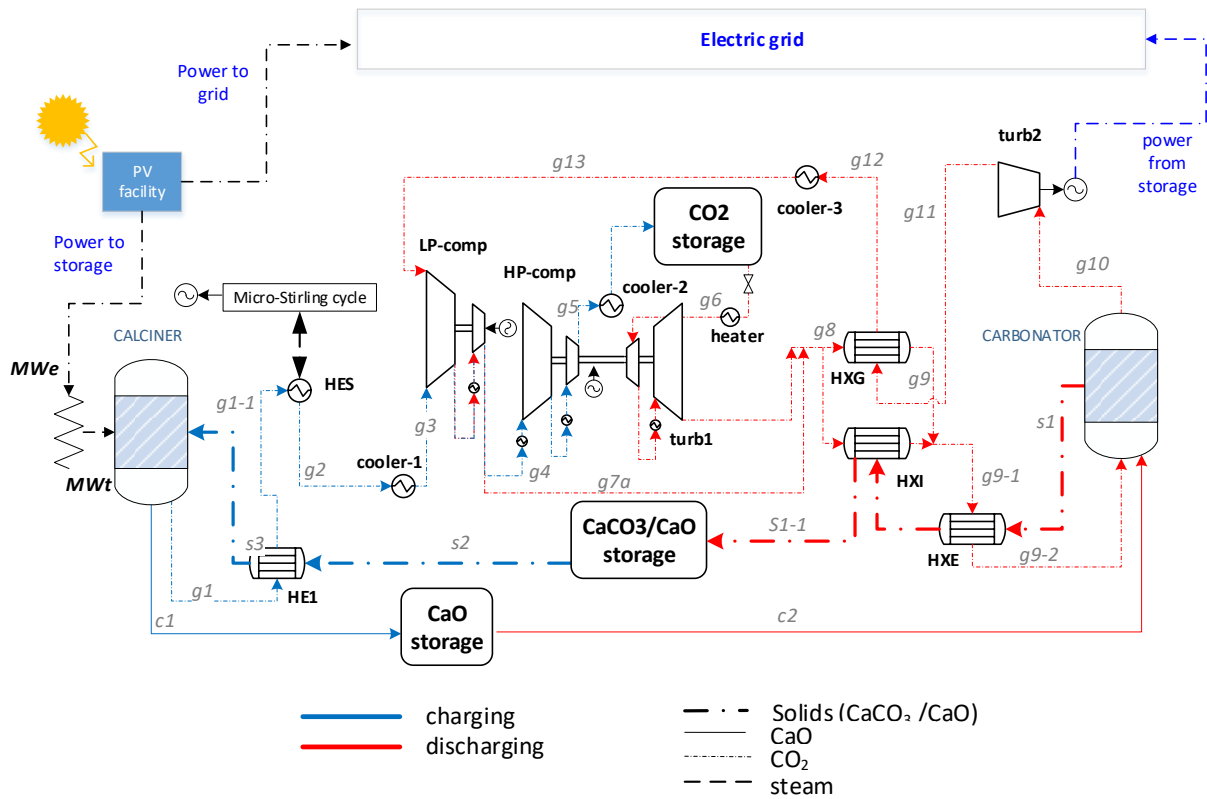 Electric grid
Power to
grid
PV
facility
Power to
storage
turb2
power
from
storage
g13
g12
cooler-3
g11
CO2
storage
LP-comp
HP-comp
g10
Micro-Stirling cycle
g5
cooler-2
g6
heater
CALCINER
CARBONATOR
g8
MWe
HES
HXG
g9
g1-1
g3
s1
turb1
cooler-1
g2
g4
HXI
MWt
g7a
g9-1
CaCO3/CaO
storage
S1-1
s3
s2
HXE
g9-2
g1
HE1
c1
CaO
storage
c2
charging
discharging
Solids (CaCO3 /CaO)
CaO
CO2
steam